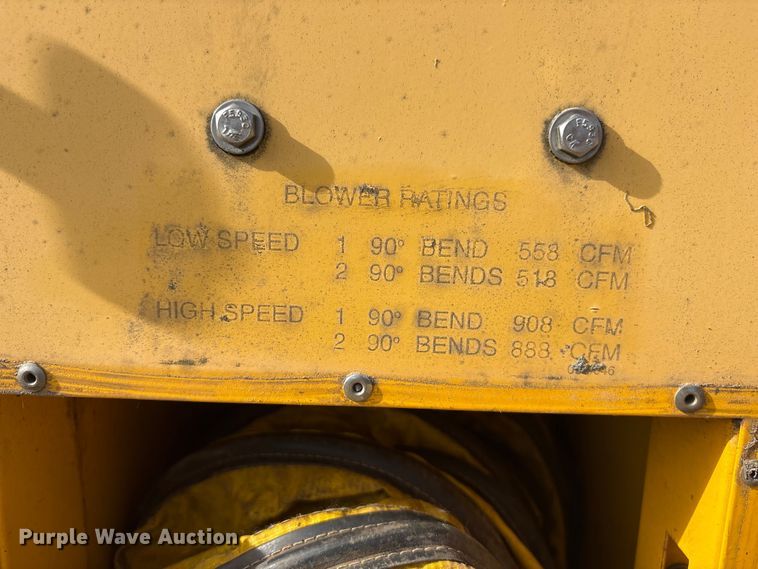 BLOWER RATINGS
LOW SPEED 1 90° BEND 558 CFM
2 90° BENDS 518 CFM
HIGH SPEED 1 90° BEND 908 CFM
2 90° BENDS 888 CFM
Purple Wave Auction